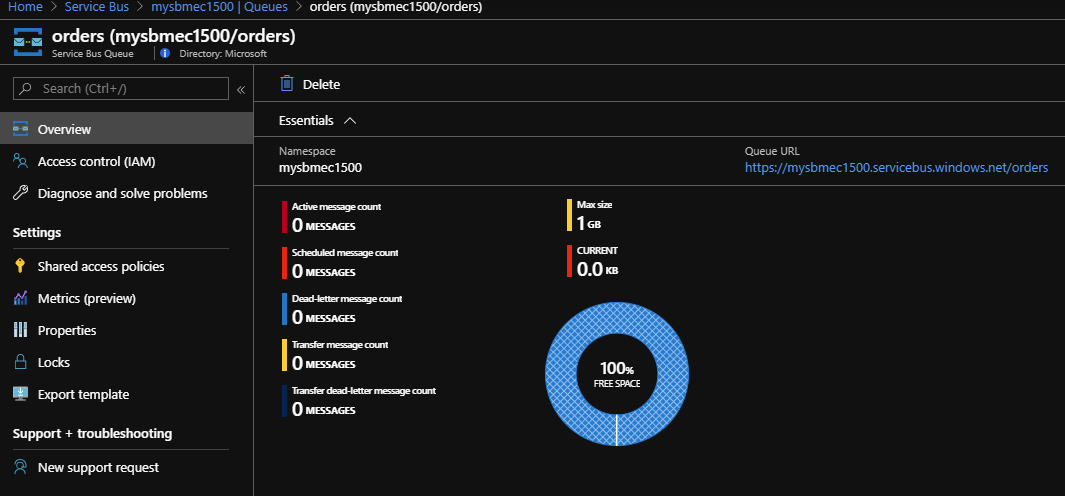 Home > Service Bus > mysbmec1500 | Queues > orders (mysbmec1500/orders)
orders (mysbmec1500/orders)
Service Bus Queue
Directory: Microsoft
Search (Ctrl+/)
«
Overview
Access control (IAM)
Diagnose and solve problems
Settings
Shared access policies
Metrics (preview)
Properties
Locks
Export template
Support + troubleshooting
New support request
Delete
Essentials
Namespace
mysbmec1500
Queue URL
https://mysbmec1500.servicebus.windows.net/orders
Active message count
0 MESSAGES
Scheduled message count
0 MESSAGES
Dead-letter message count
0 MESSAGES
Transfer message count
0 MESSAGES
Transfer dead-letter message count
0 MESSAGES
Max size
1 GB
CURRENT
0.0 KB
100%
FREE SPACE